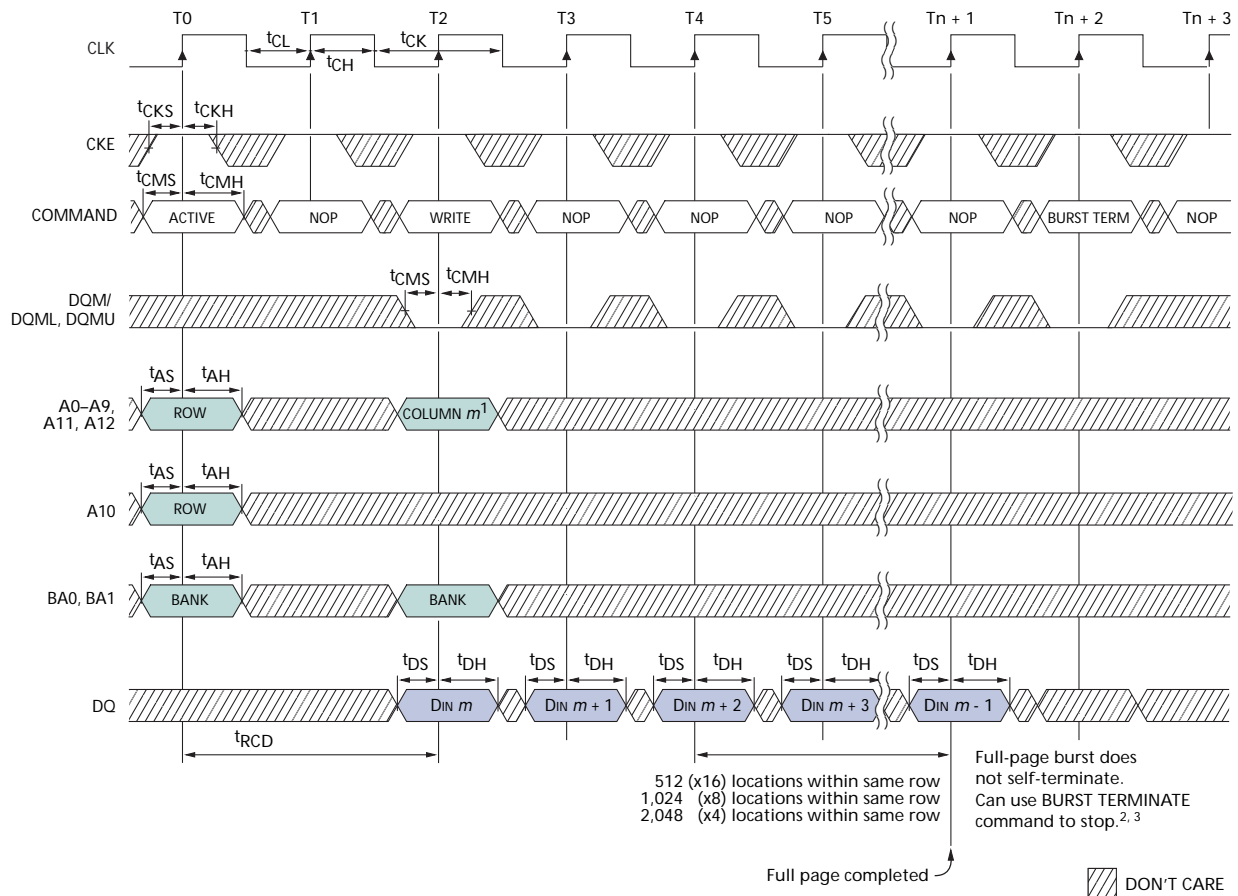 T0 T1 T2 T3 T4 T5 Tn + 1 Tn + 2 Tn + 3
CLK
tCL
tCK
tCH
tCKS tCKH
CKE
tCMS tCMH
COMMAND
ACTIVE NOP WRITE NOP NOP NOP NOP BURST TERM NOP
tCMS tCMH
DQM/
DQML, DQMU
tAS tAH
A0–A9,
A11, A12
ROW COLUMN m1
tAS tAH
A10
ROW
tAS tAH
BA0, BA1
BANK BANK
tDS tDH tDS tDH tDS tDH tDS tDH tDS tDH
DQ
DIN m DIN m + 1 DIN m + 2 DIN m + 3 DIN m - 1
tRCD
512 (x16) locations within same row
1,024 (x8) locations within same row
2,048 (x4) locations within same row
Full-page burst does
not self-terminate.
Can use BURST TERMINATE
command to stop.2, 3
Full page completed
DON'T CARE